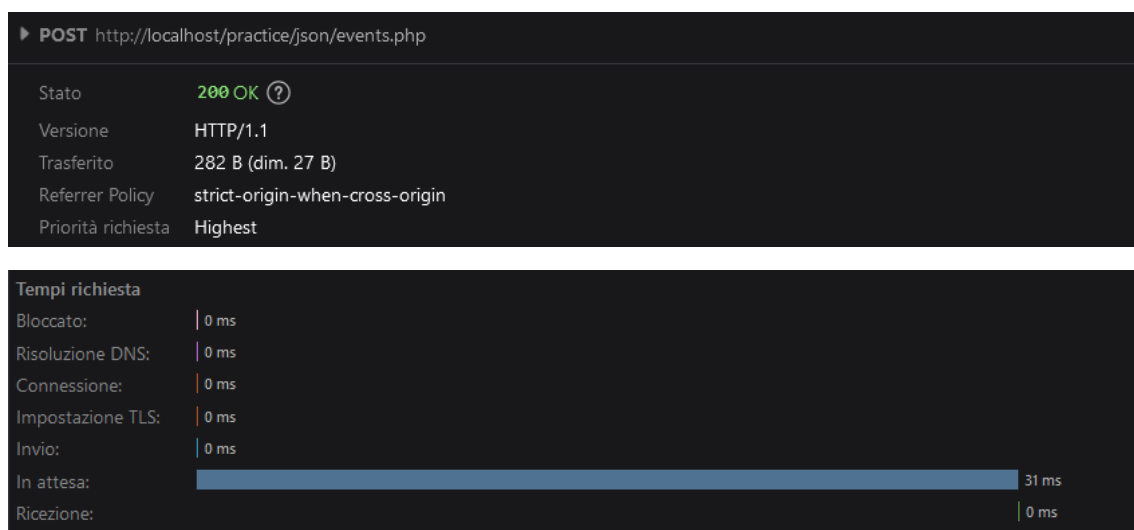 POST http://localhost/practice/json/events.php
Stato 200 OK ?
Versione HTTP/1.1
Trasferito 282 B (dim. 27 B)
Referrer Policy strict-origin-when-cross-origin
Priorità richiesta Highest
Tempi richiesta
Bloccato: 0 ms
Risoluzione DNS: 0 ms
Connessione: 0 ms
Impostazione TLS: 0 ms
Invio: 0 ms
In attesa: 31 ms
Ricezione: 0 ms